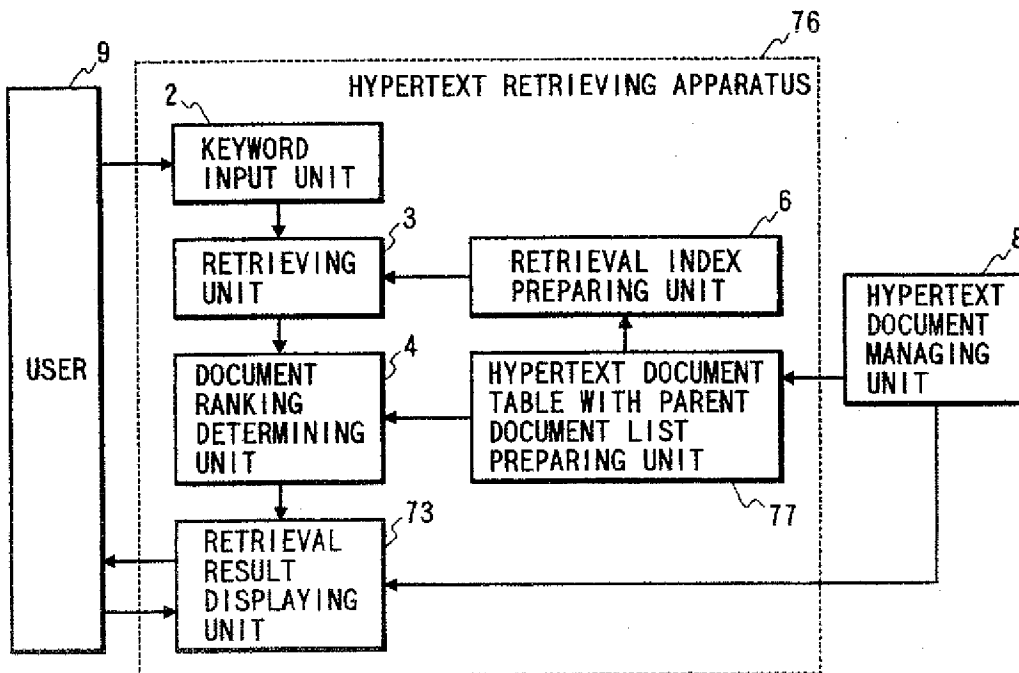 76
9
HYPERTEXT RETRIEVING APPARATUS
2
KEYWORD
INPUT UNIT
3
RETRIEVING
UNIT
6
RETRIEVAL INDEX
PREPARING UNIT
8
HYPERTEXT
DOCUMENT
MANAGING
UNIT
USER
4
DOCUMENT
RANKING
DETERMINING
UNIT
HYPERTEXT DOCUMENT
TABLE WITH PARENT
DOCUMENT LIST
PREPARING UNIT
77
73
RETRIEVAL
RESULT
DISPLAYING
UNIT